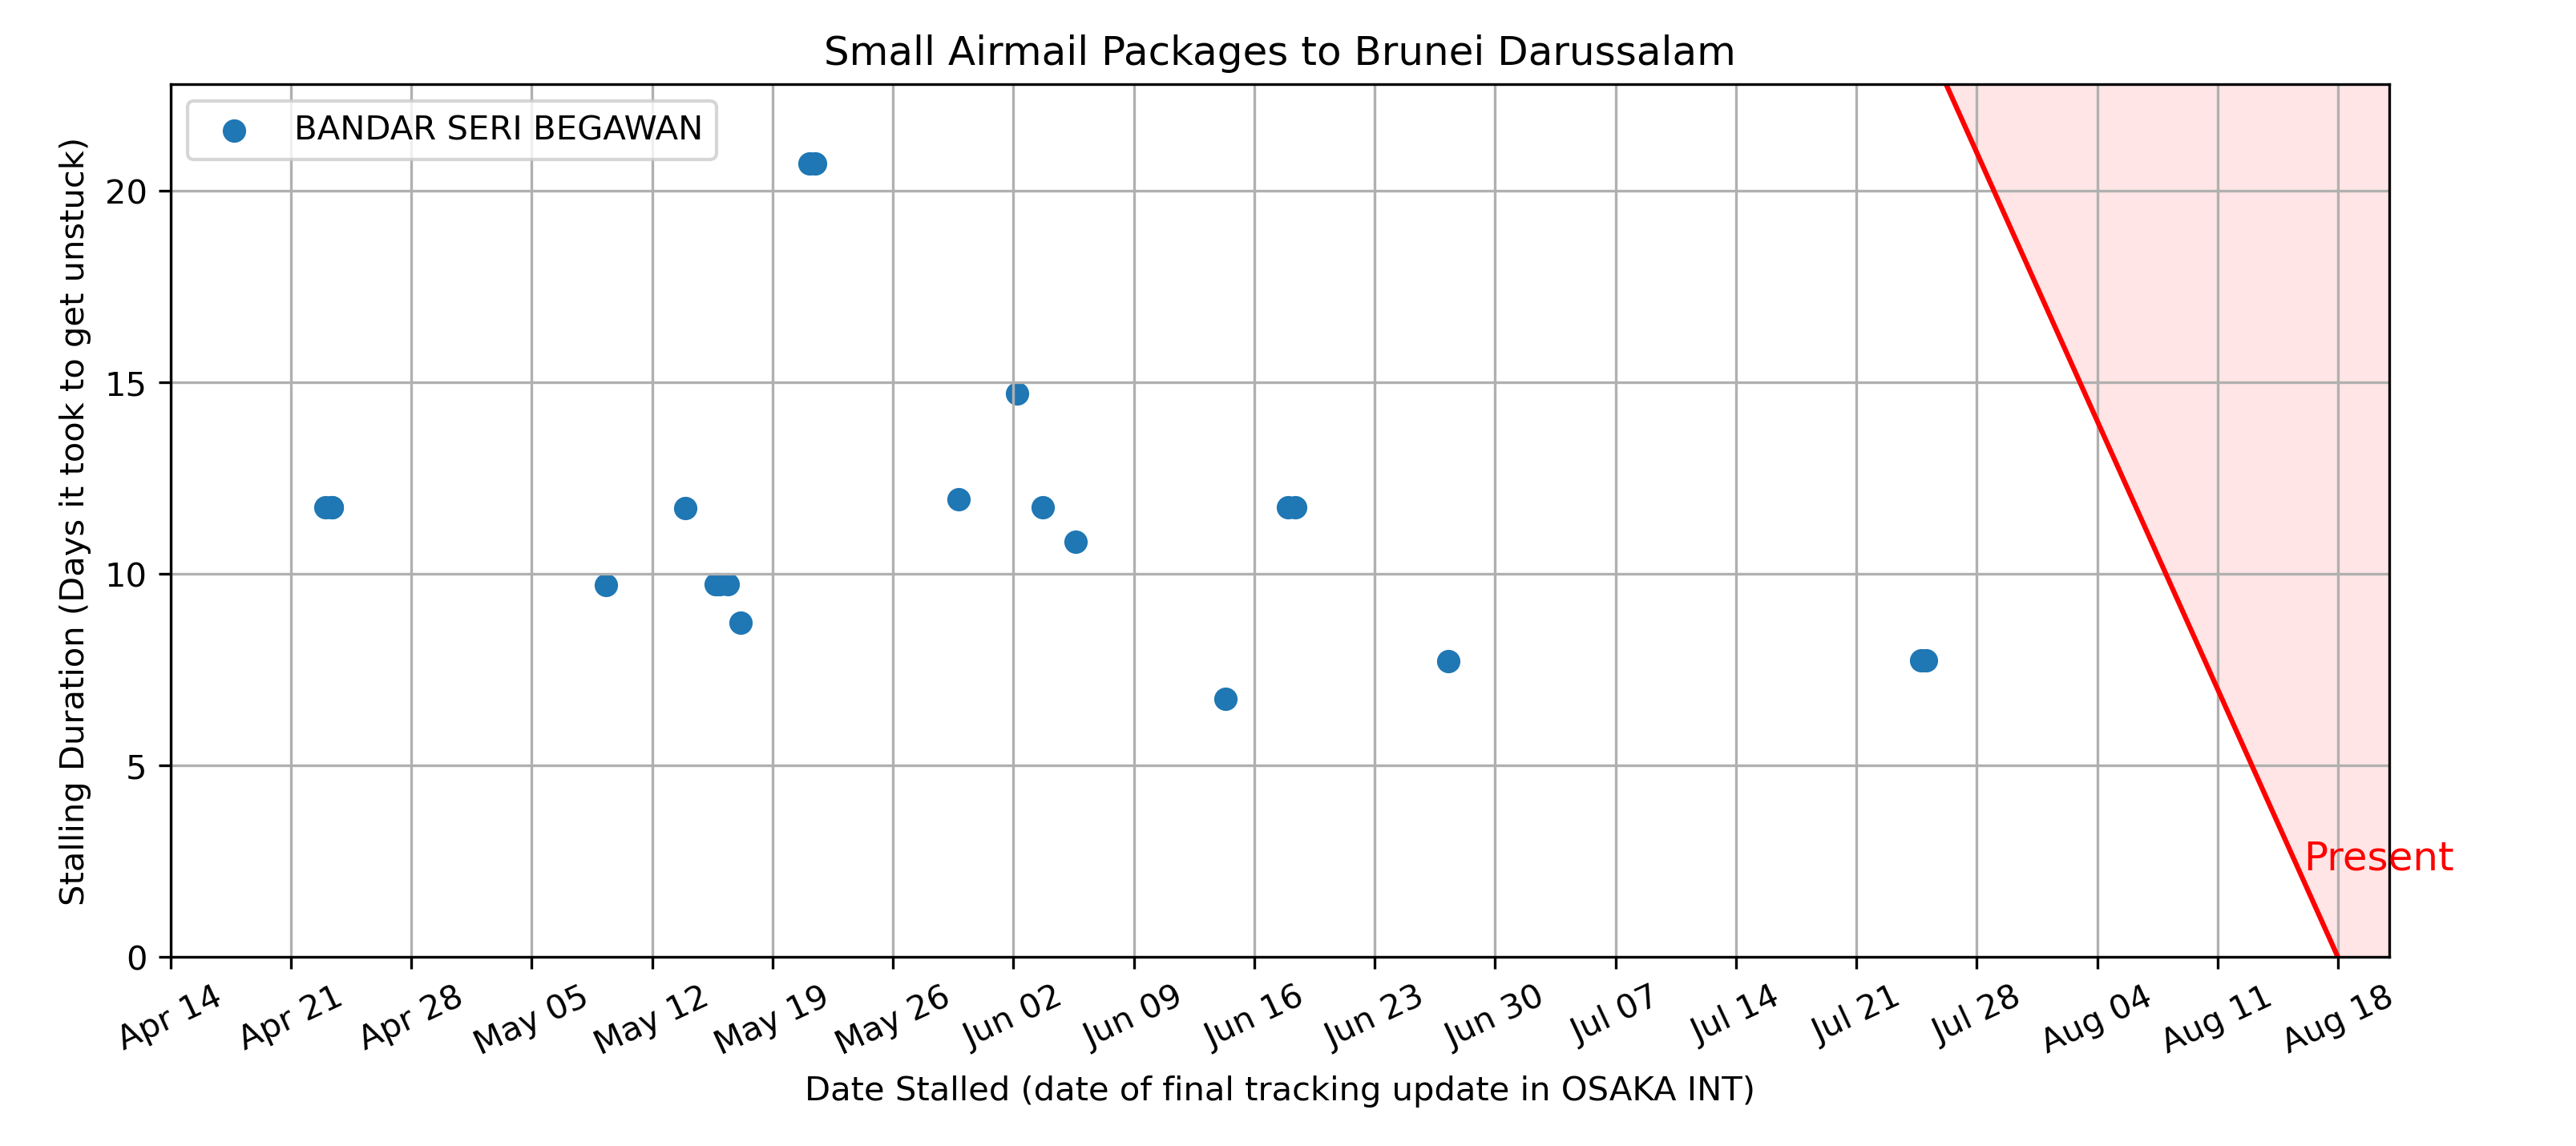 Small Airmail Packages to Brunei Darussalam
BANDAR SERI BEGAWAN
Stalling Duration (Days it took to get unstuck)
20
15
10
5
0
Present
Apr 14
Apr 21
Apr 28
May 05
May 12
May 19
May 26
Jun 02
Jun 09
Jun 16
Jun 23
Jun 30
Jul 07
Jul 14
Jul 21
Jul 28
Aug 04
Aug 11
Aug 18
Date Stalled (date of final tracking update in OSAKA INT)